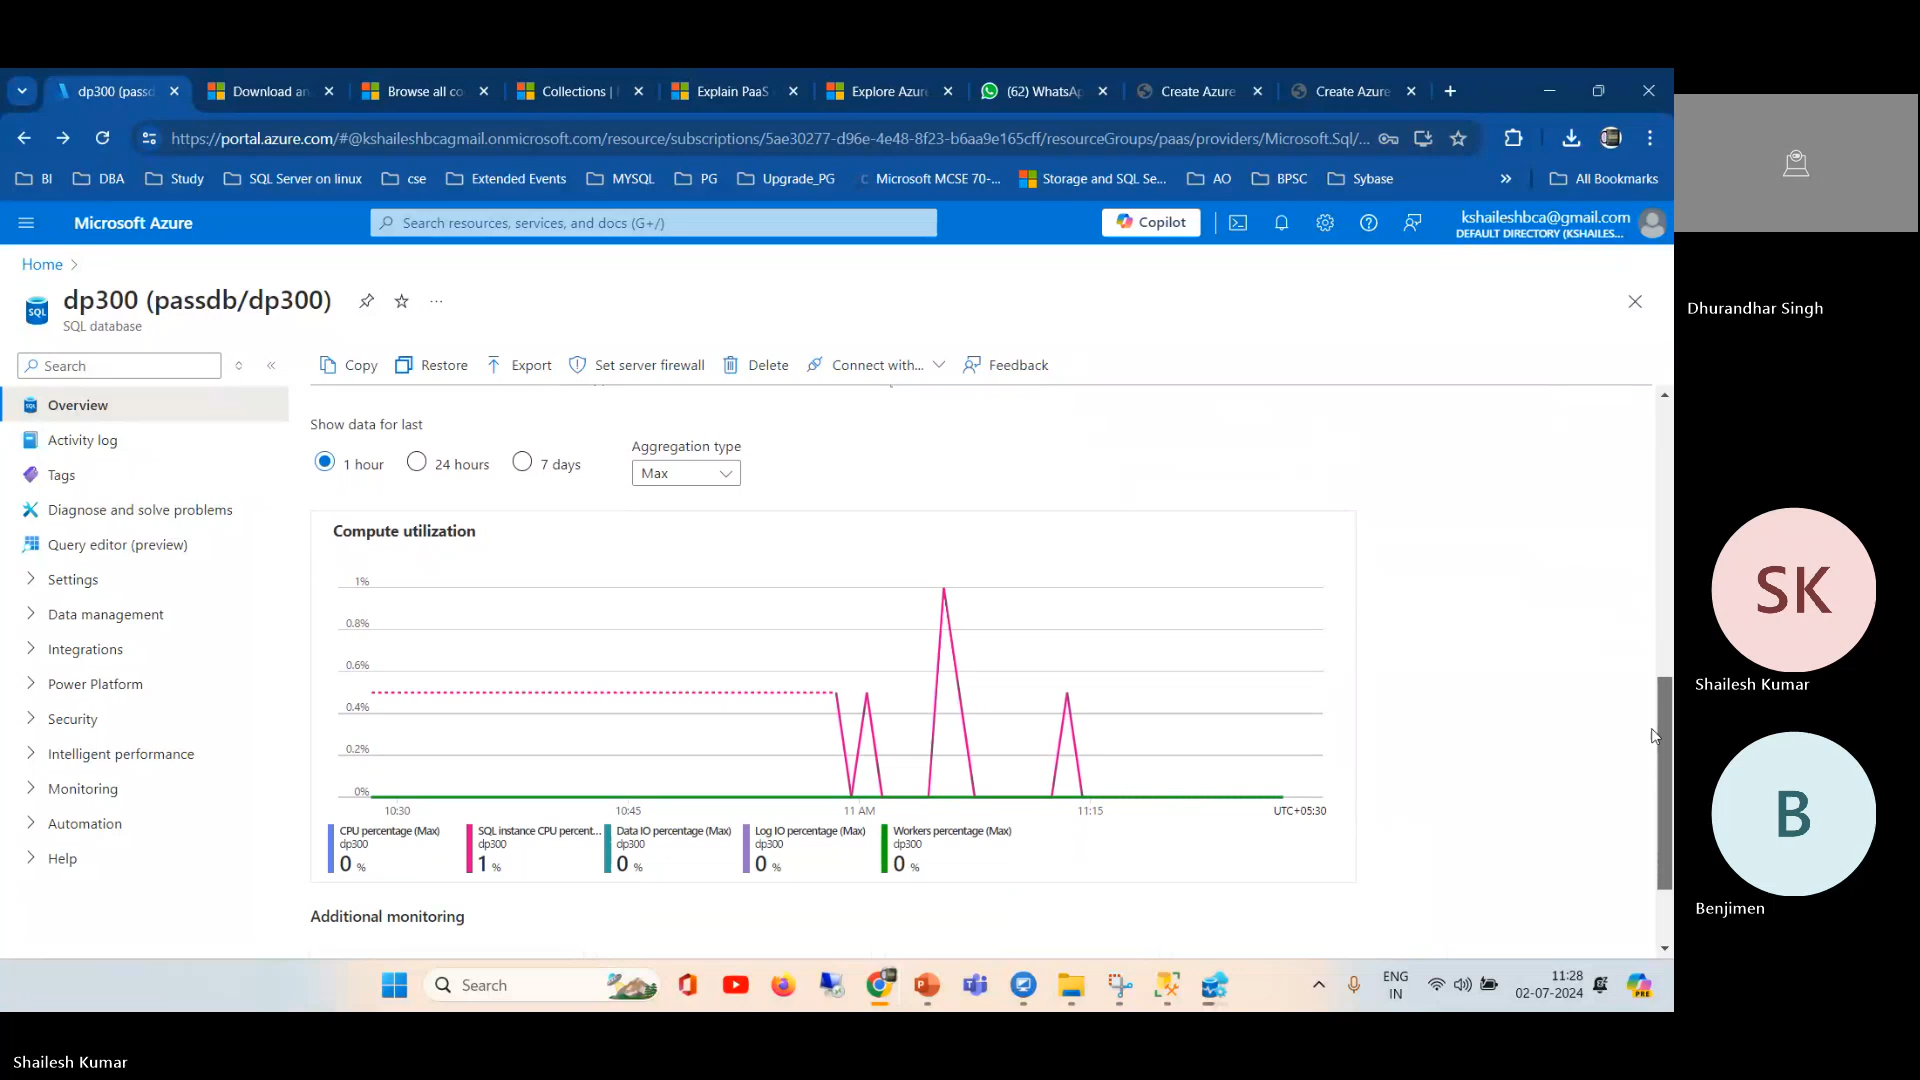 dp300 (passd
Download an
Browse all co
Collections |
Explain PaaS
Explore Azur
(62) WhatsAp
Create Azure
Create Azure
https://portal.azure.com/#@kshaileshbcagmail.onmicrosoft.com/resource/subscriptions/5ae30277-d96e-4e48-8f23-b6aa9e165cff/resourceGroups/paas/providers/Microsoft.Sql/...
BI
DBA
Study
SQL Server on linux
cse
Extended Events
MYSQL
PG
Upgrade_PG
Microsoft MCSE 70-...
Storage and SQL Se...
AO
BPSC
Sybase
»
All Bookmarks
Microsoft Azure
Search resources, services, and docs (G+/)
Copilot
kshaileshbca@gmail.com
DEFAULT DIRECTORY (KSHAILES...
Home
dp300 (passdb/dp300)
SQL database
SQL
Search
Copy
Restore
Export
Set server firewall
Delete
Connect with...
Feedback
Overview
Activity log
Tags
Diagnose and solve problems
Query editor (preview)
Settings
Data management
Integrations
Power Platform
Security
Intelligent performance
Monitoring
Automation
Help
Show data for last
1 hour
24 hours
7 days
Aggregation type
Max
Compute utilization
1%
0.8%
0.6%
0.4%
0.2%
0%
10:30
10:45
11 AM
11:15
UTC+05:30
CPU percentage (Max)
dp300
0 %
SQL instance CPU percent...
dp300
1 %
Data IO percentage (Max)
dp300
0 %
Log IO percentage (Max)
dp300
0 %
Workers percentage (Max)
dp300
0 %
Additional monitoring
Search
ENG
IN
11:28
02-07-2024
PRE
Dhurandhar Singh
SK
Shailesh Kumar
B
Benjimen
Shailesh Kumar